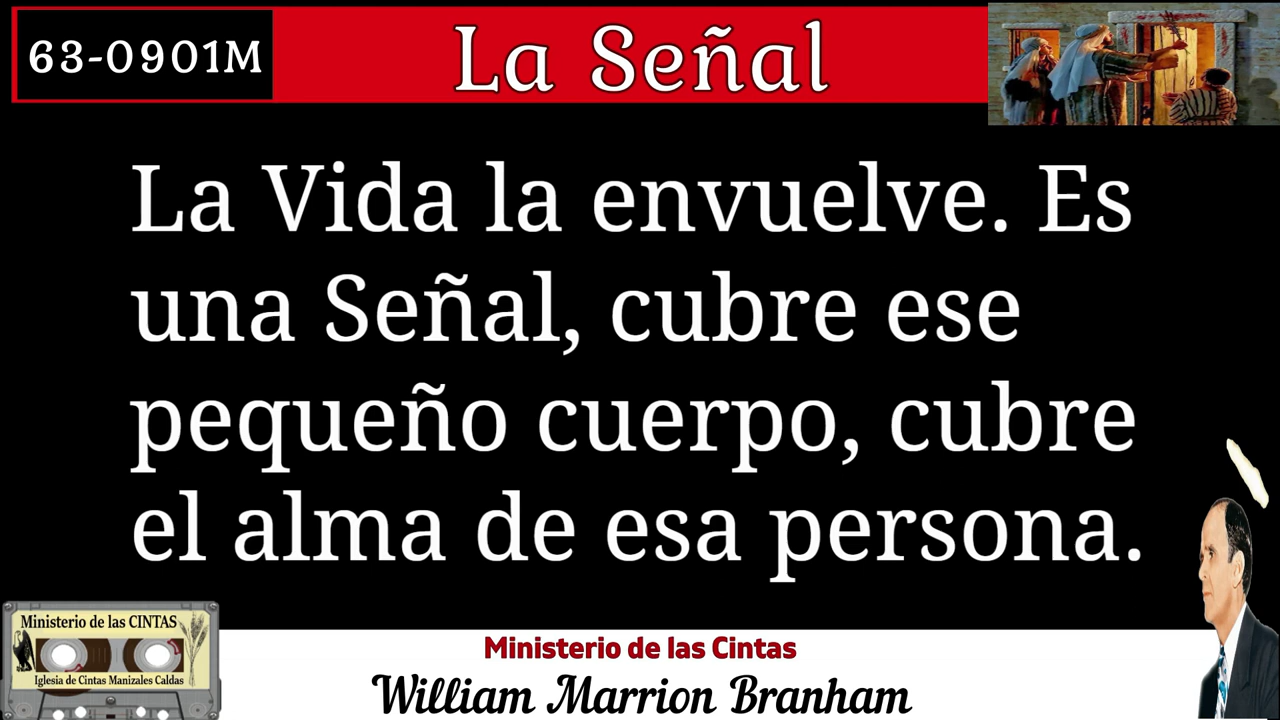 63-0901M
La Señal
La Vida la envuelve. Es
una Señal, cubre ese
pequeño cuerpo, cubre
el alma de esa persona.
Ministerio de las CINTAS
Iglesia de Cintas Manizales Caldas
Ministerio de las Cintas
William Marrion Branham